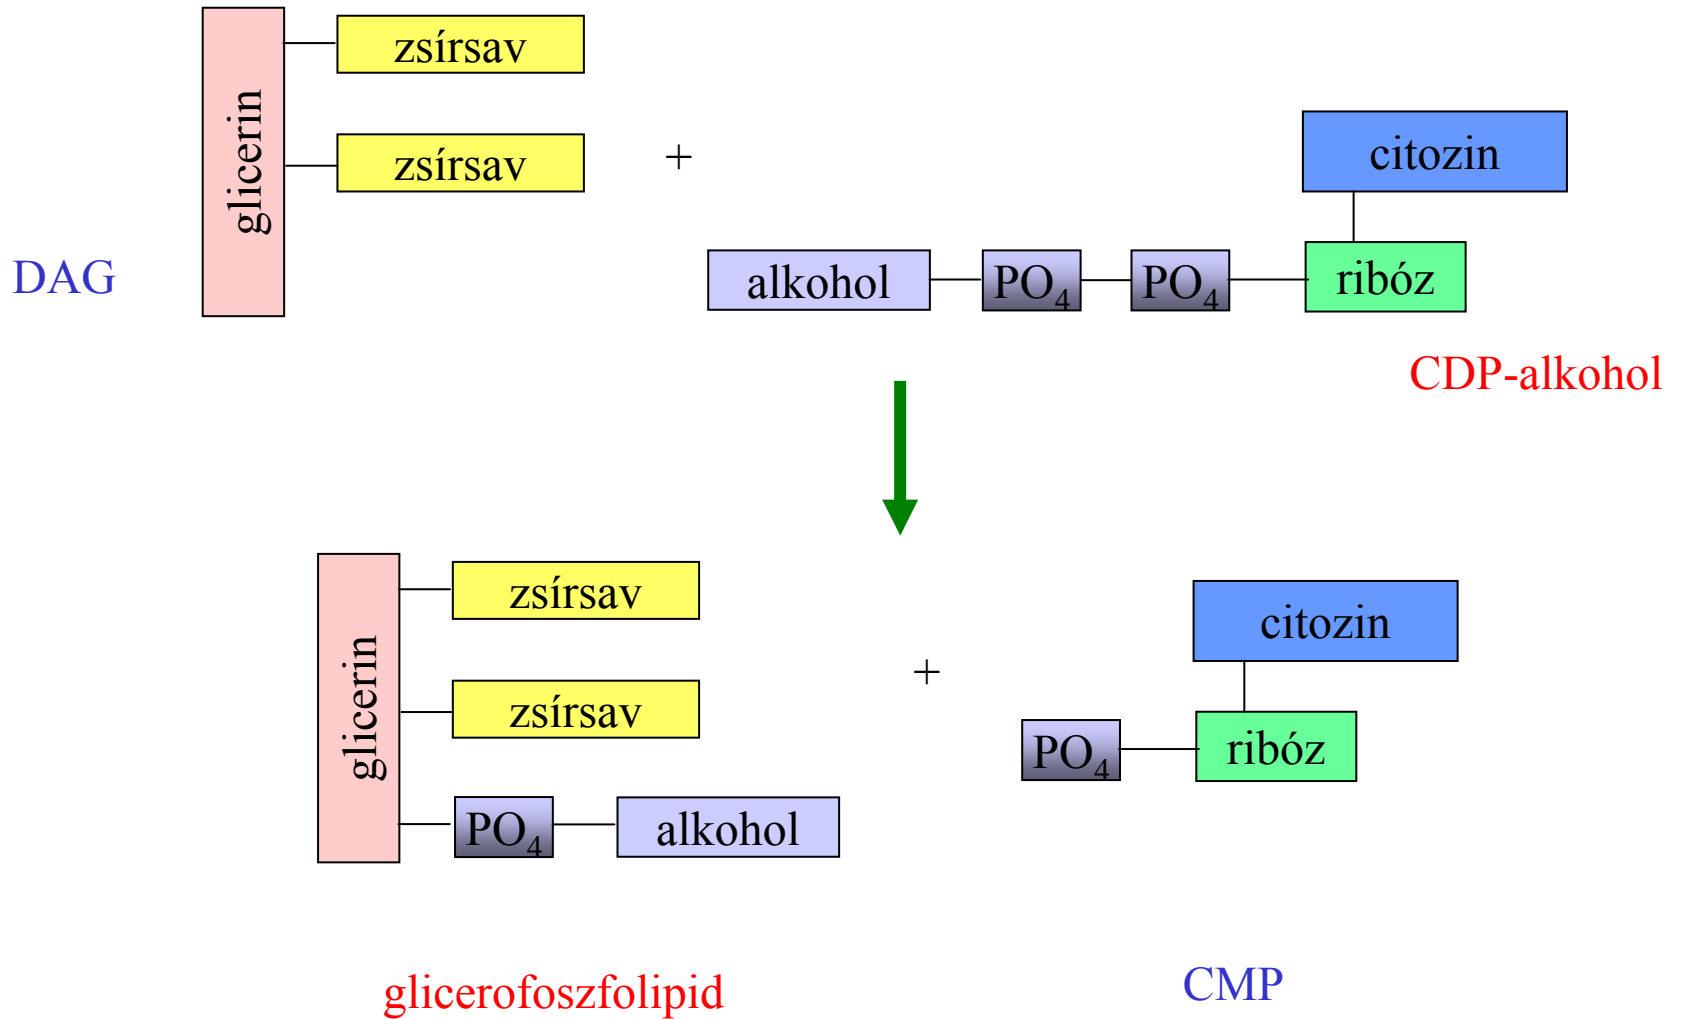 zsírsav
glicerin
zsírsav
+
citozin
DAG
alkohol
PO₄
PO₄
ribóz
CDP-alkohol
zsírsav
glicerin
zsírsav
+
citozin
PO₄
ribóz
PO₄
alkohol
glicerofoszfolipid
CMP